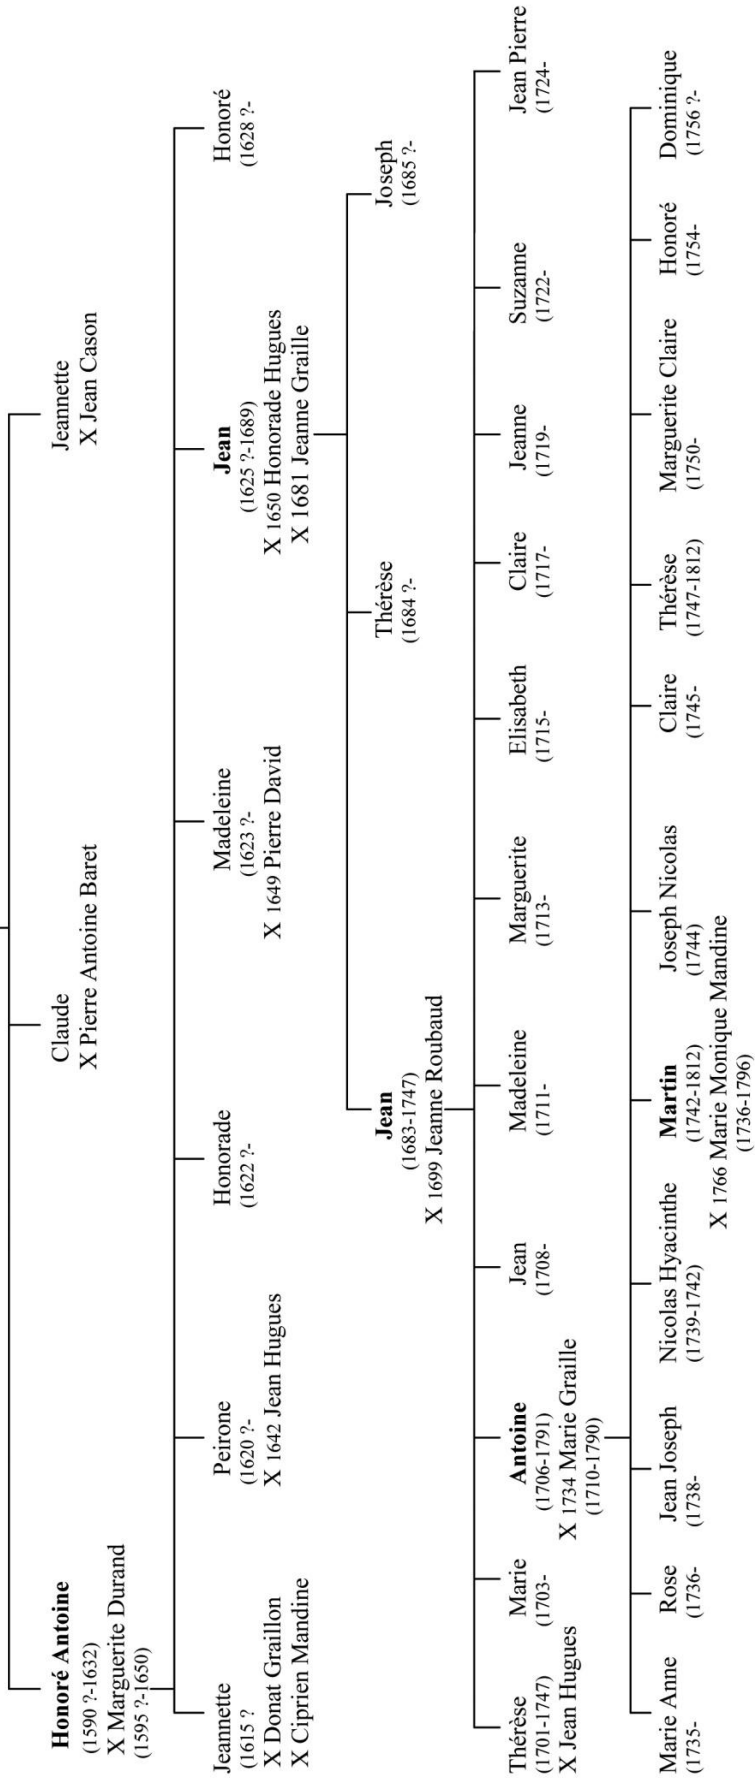 Honoré Antoine
(1590 ?-1632)
X Marguerite Durand
(1595 ?-1650)
Claude
X Pierre Antoine Baret
Jeannette
X Jean Cason
Jeannette
(1615 ?
X Donat Graillon
X Ciprien Mandine
Peirone
(1620 ?-
X 1642 Jean Hugues
Honorade
(1622 ?-
Madeleine
(1623 ?-
X 1649 Pierre David
Jean
(1625 ?-1689)
X 1650 Honorade Hugues
X 1681 Jeanne Graille
Honoré
(1628 ?-
Jean
(1683-1747)
X 1699 Jeanne Roubaud
Thérèse
(1684 ?-
Joseph
(1685 ?-
Thérèse
(1701-1747)
X Jean Hugues
Marie
(1703-
Antoine
(1706-1791)
X 1734 Marie Graille
(1710-1790)
Jean
(1708-
Madeleine
(1711-
Marguerite
(1713-
Elisabeth
(1715-
Claire
(1717-
Jeanne
(1719-
Suzanne
(1722-
Jean Pierre
(1724-
Marie Anne
(1735-
Rose
(1736-
Jean Joseph
(1738-
Nicolas Hyacinthe
(1739-1742)
Martin
(1742-1812)
X 1766 Marie Monique Mandine
(1736-1796)
Joseph Nicolas
(1744)
Claire
(1745-
Thérèse
(1747-1812)
Marguerite Claire
(1750-
Honoré
(1754-
Dominique
(1756 ?-